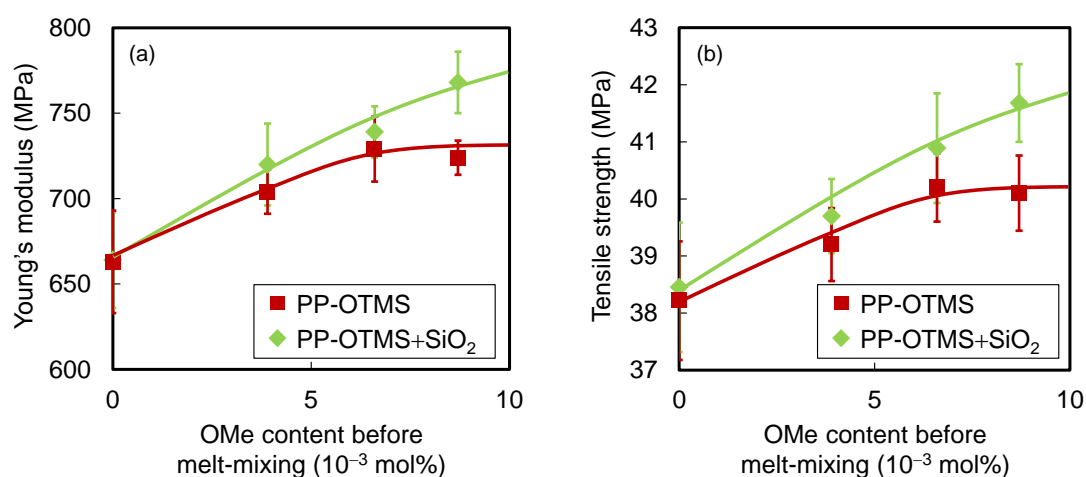 (a)
Young's modulus (MPa)
800
750
700
650
600
PP-OTMS
PP-OTMS+SiO₂
0 5 10
OMe content before
melt-mixing (10⁻³ mol%)
(b)
Tensile strength (MPa)
43
42
41
40
39
38
37
PP-OTMS
PP-OTMS+SiO₂
0 5 10
OMe content before
melt-mixing (10⁻³ mol%)